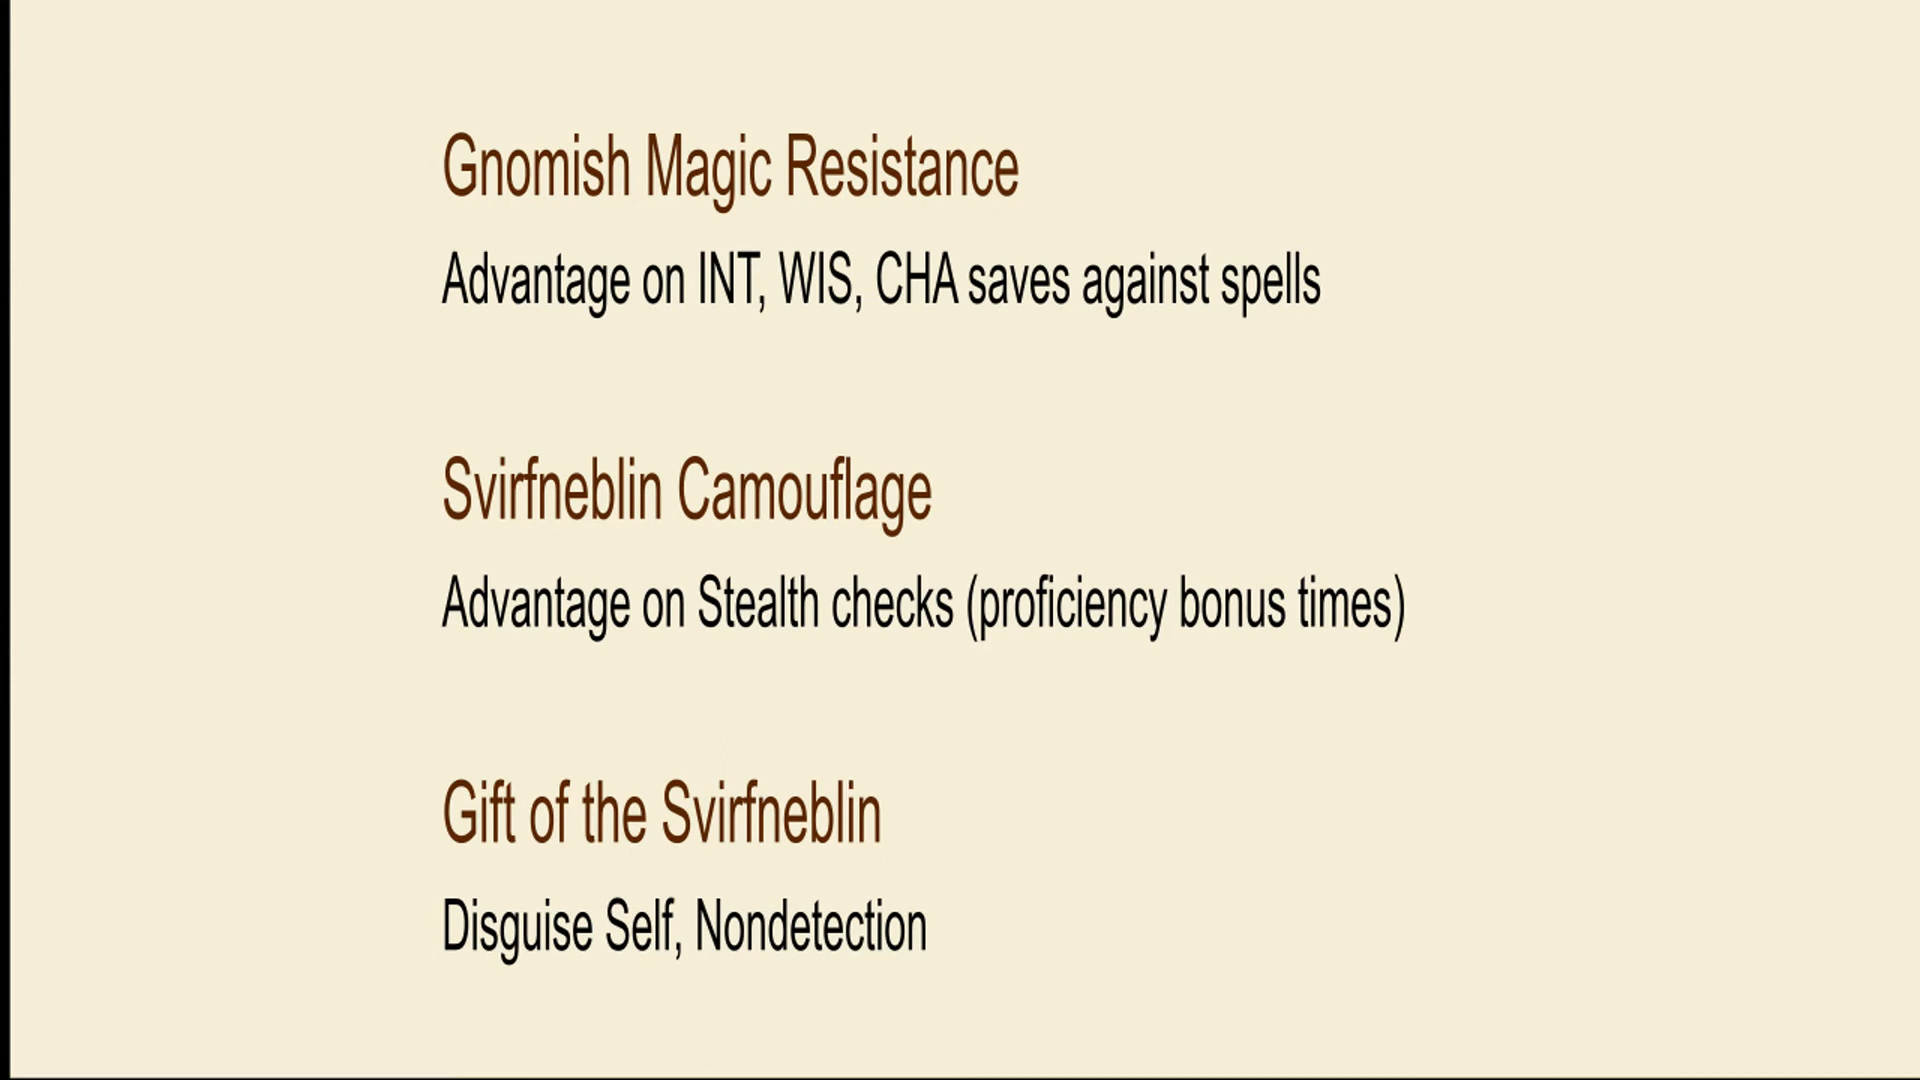 Gnomish Magic Resistance
Advantage on INT, WIS, CHA saves against spells
Svirfneblin Camouflage
Advantage on Stealth checks (proficiency bonus times)
Gift of the Svirfneblin
Disguise Self, Nondetection